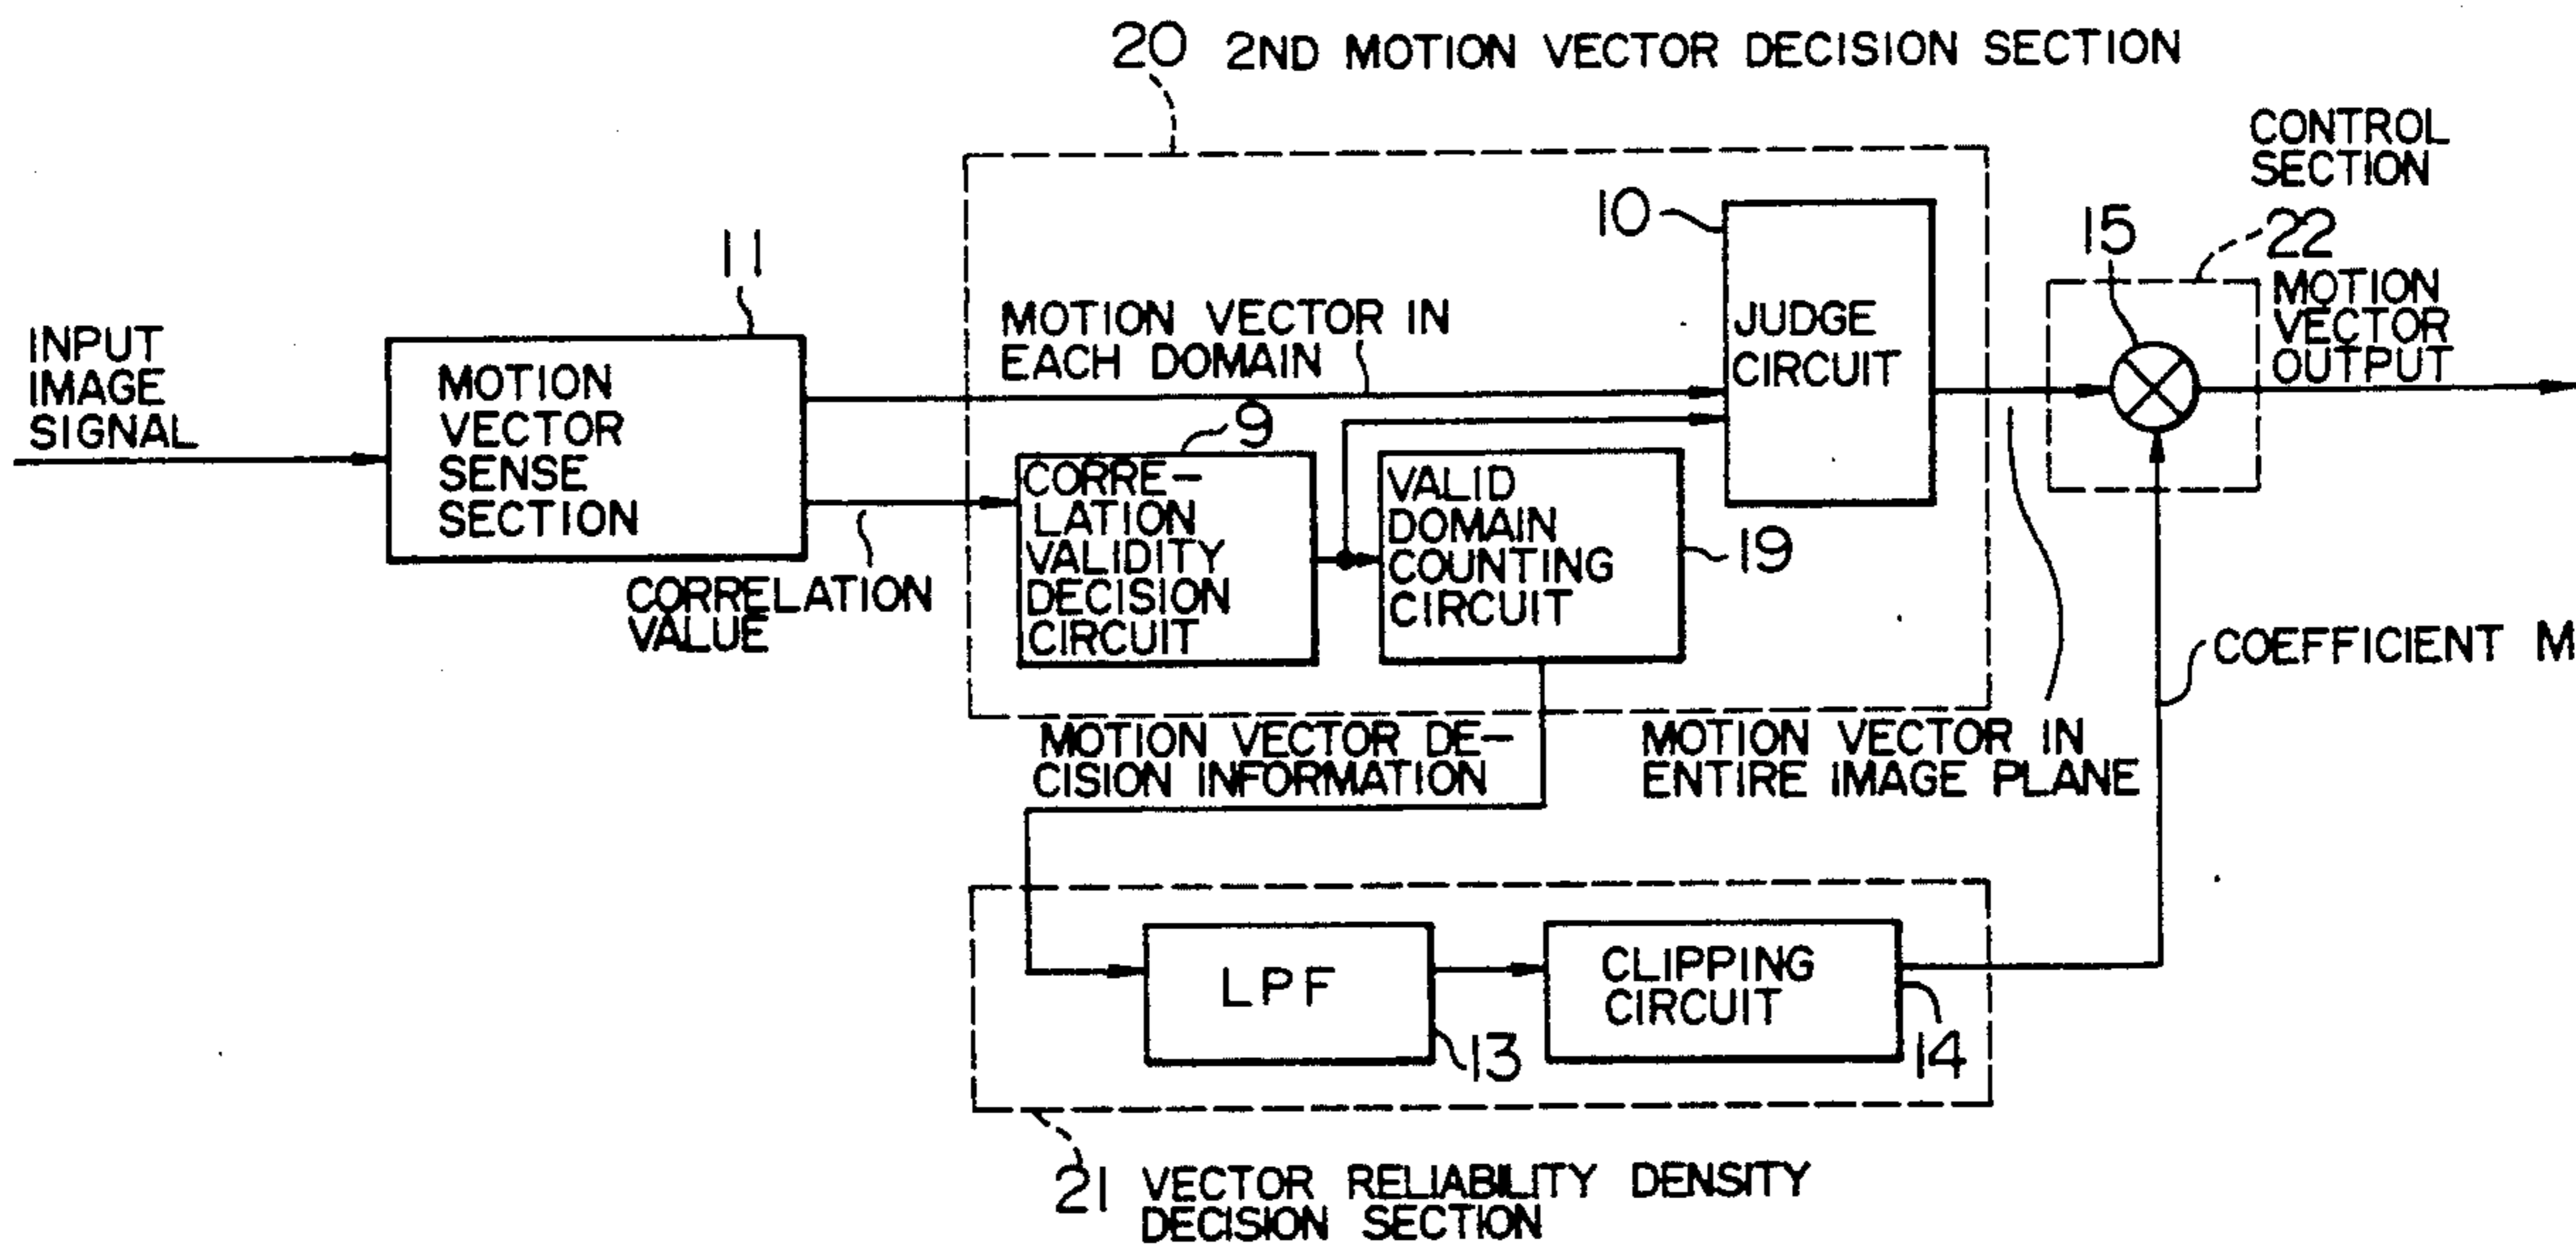 20 2ND MOTION VECTOR DECISION SECTION
CONTROL
SECTION
22
15
10
11
INPUT
IMAGE
SIGNAL
MOTION
VECTOR
SENSE
SECTION
MOTION VECTOR IN
EACH DOMAIN
JUDGE
CIRCUIT
MOTION
VECTOR
OUTPUT
9
CORRE-
LATION
VALIDITY
DECISION
CIRCUIT
VALID
DOMAIN
COUNTING
CIRCUIT
19
CORRELATION
VALUE
COEFFICIENT M
MOTION VECTOR DE-
CISION INFORMATION
MOTION VECTOR IN
ENTIRE IMAGE PLANE
LPF
13
CLIPPING
CIRCUIT
14
21 VECTOR RELIABILITY DENSITY
DECISION SECTION